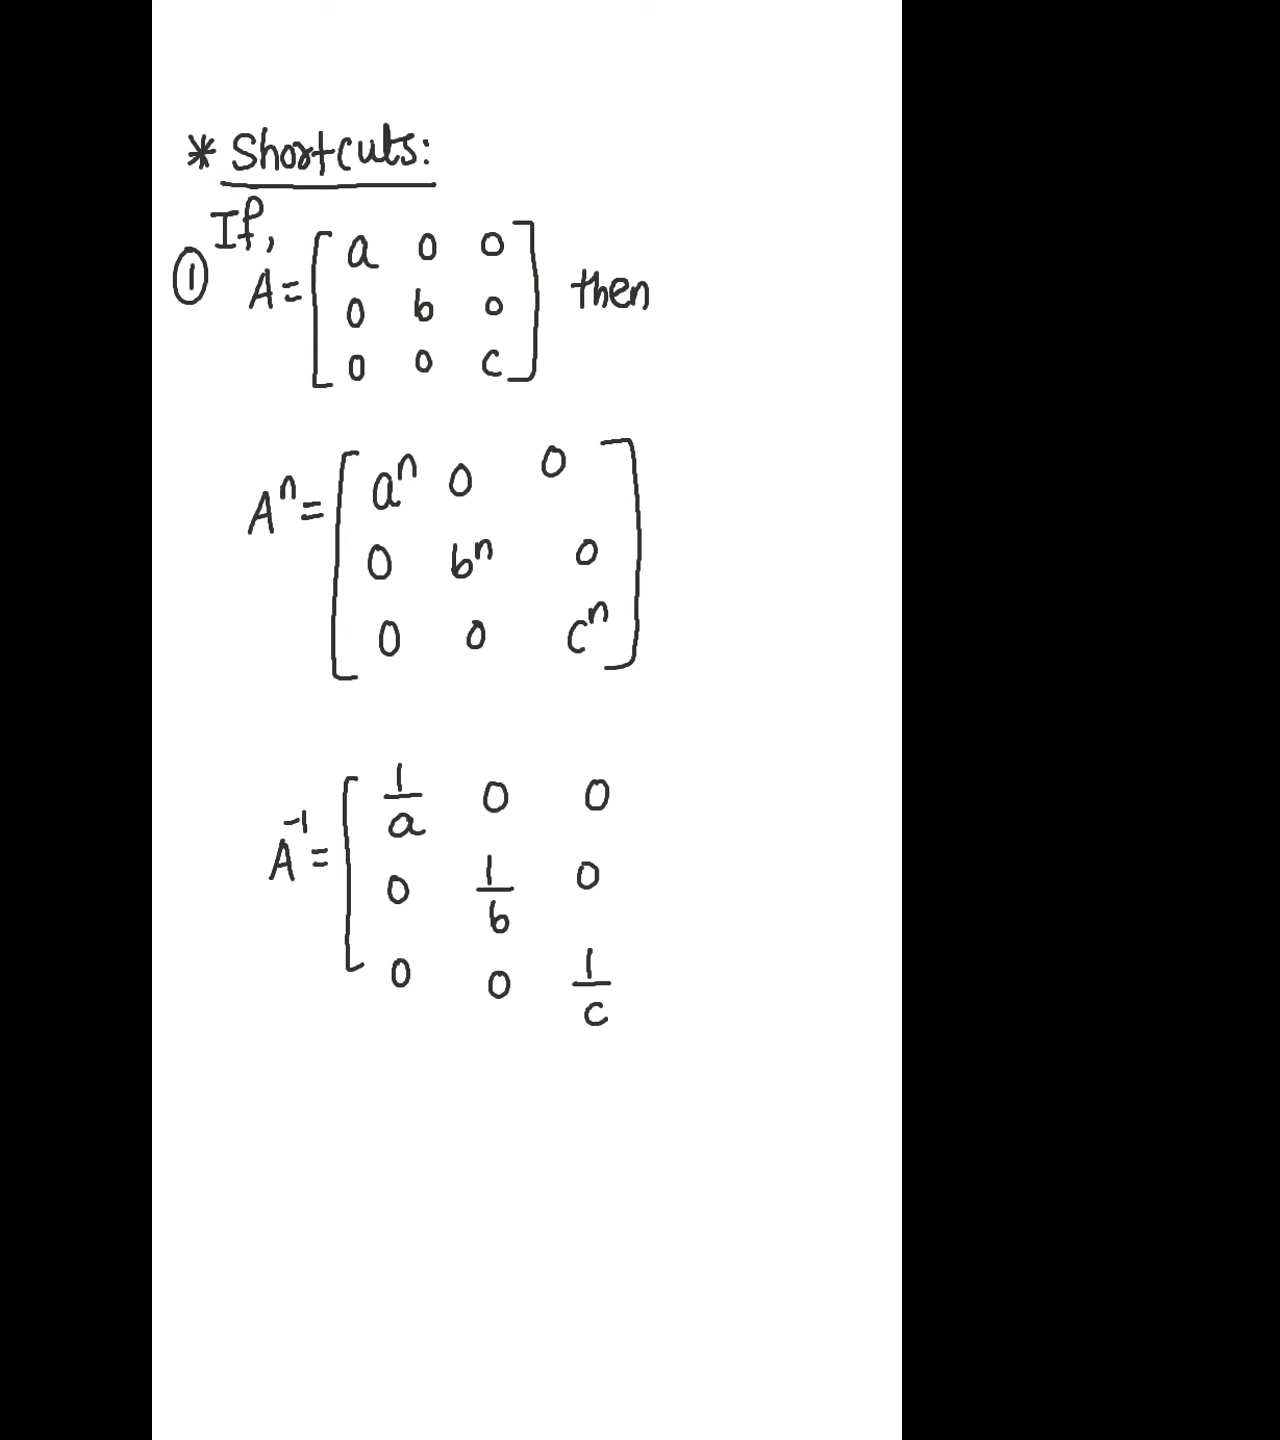 * Shortcuts:
If,
① A = [ a 0 0
0 b 0
0 0 c ] then
Aⁿ = [ aⁿ 0 0
0 bⁿ 0
0 0 cⁿ ]
A⁻¹ = [ 1/a 0 0
0 1/b 0
0 0 1/c